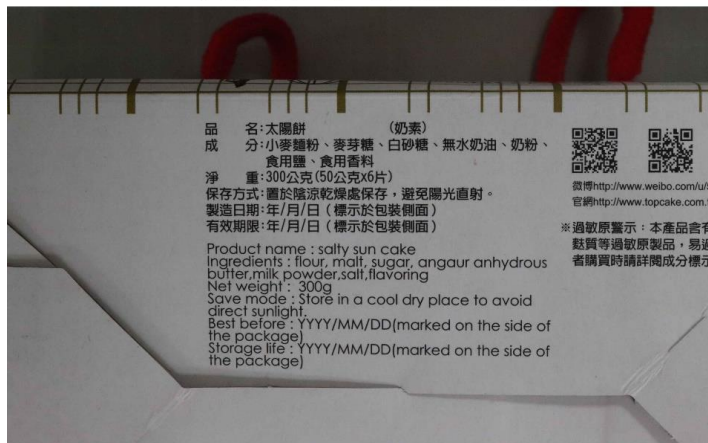 品　　名:太陽餅　　　　(奶素)
成　　分:小麥麵粉、麥芽糖、白砂糖、無水奶油、奶粉、
食用鹽、食用香料
淨　　重:300公克(50公克X6片)
保存方式:置於陰涼乾燥處保存，避免陽光直射。
製造日期:年/月/日（標示於包裝側面）
有效期限:年/月/日（標示於包裝側面）
Product name : salty sun cake
Ingredients : flour, malt, sugar, angaur anhydrous
butter,milk powder,salt,flavoring
Net weight : 300g
Save mode : Store in a cool dry place to avoid
direct sunlight.
Best before : YYYY/MM/DD(marked on the side of
the package)
Storage life : YYYY/MM/DD(marked on the side of
the package)
微博http://www.weibo.com/u/
官網http://www.topcake.com.
※過敏原警示：本產品含有
麩質等過敏原製品，易過
者購買時請詳閱成分標示